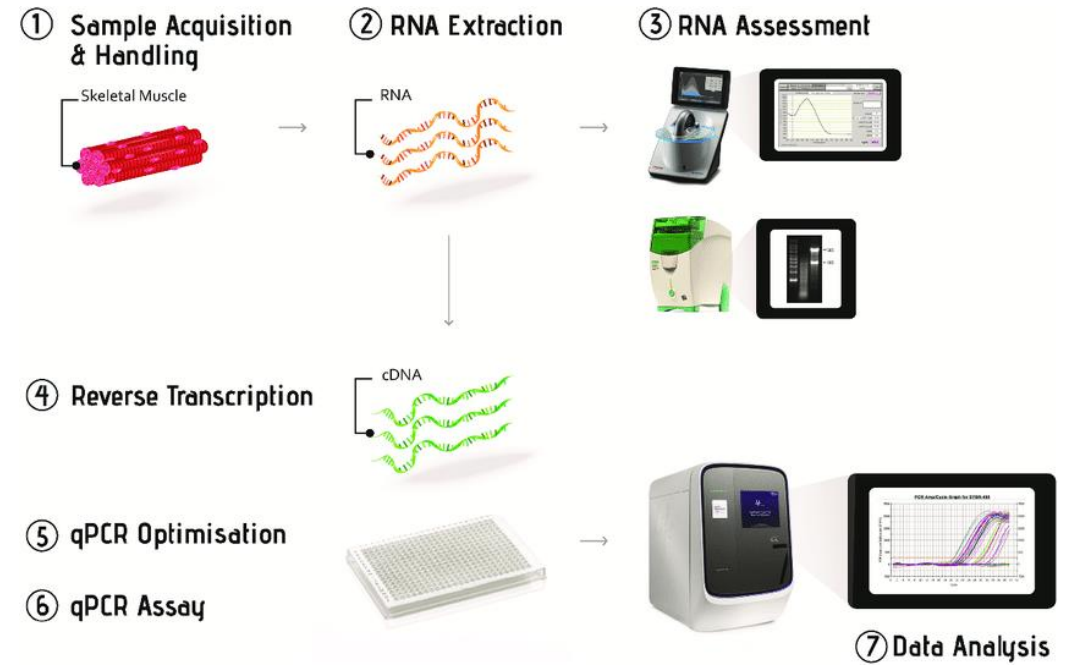 ① Sample Acquisition
& Handling
② RNA Extraction
③ RNA Assessment
Skeletal Muscle
RNA
④ Reverse Transcription
cDNA
⑤ qPCR Optimisation
⑥ qPCR Assay
⑦ Data Analysis